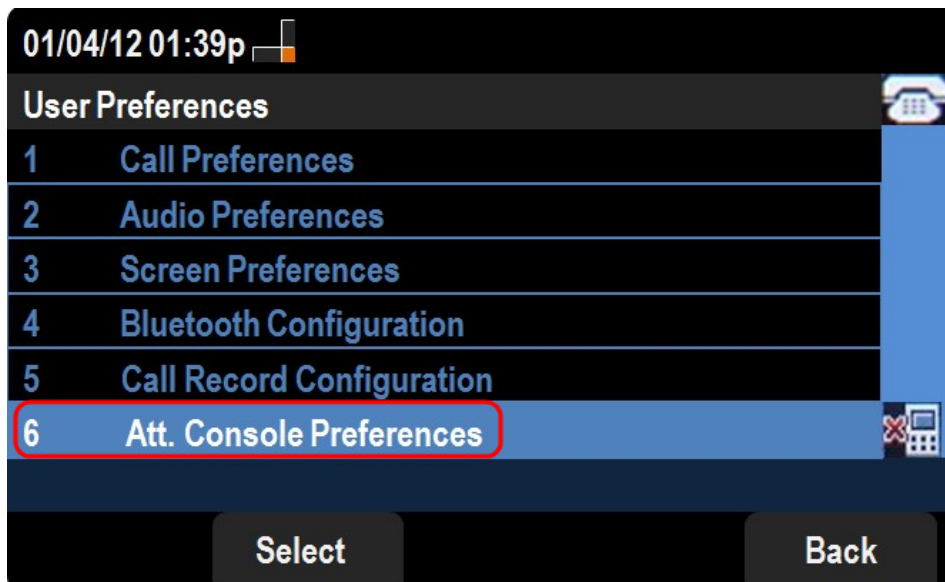 01/04/12 01:39p
User Preferences
1 Call Preferences
2 Audio Preferences
3 Screen Preferences
4 Bluetooth Configuration
5 Call Record Configuration
6 Att. Console Preferences
Select Back